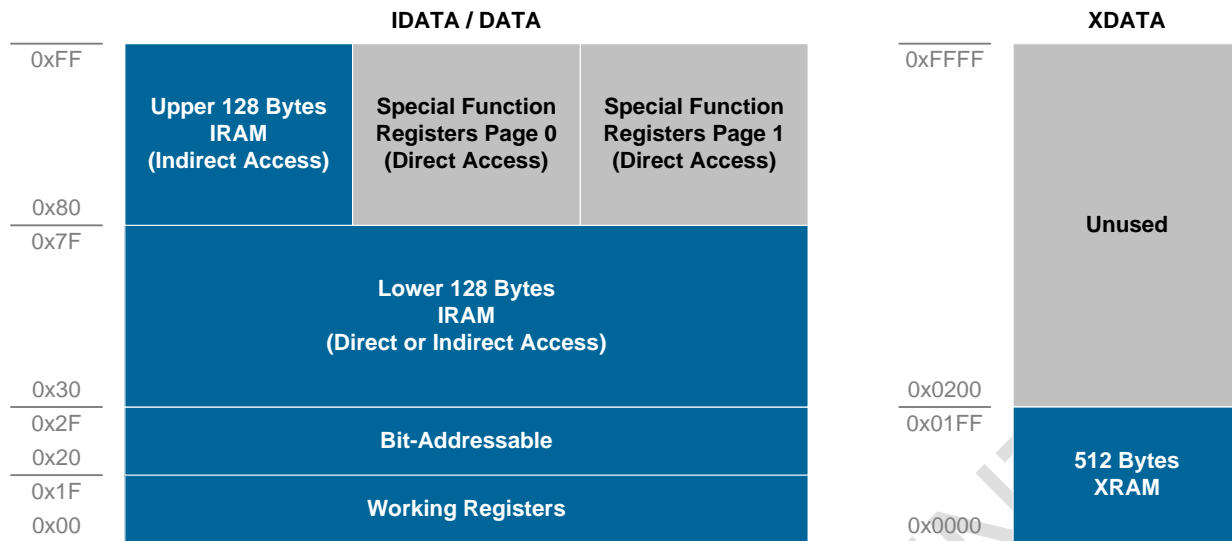 IDATA / DATA
XDATA
0xFF
Upper 128 Bytes
IRAM
(Indirect Access)
Special Function
Registers Page 0
(Direct Access)
Special Function
Registers Page 1
(Direct Access)
0x80
0x7F
Lower 128 Bytes
IRAM
(Direct or Indirect Access)
0x30
0x2F
Bit-Addressable
0x20
0x1F
Working Registers
0x00
0xFFFF
Unused
0x0200
0x01FF
512 Bytes
XRAM
0x0000